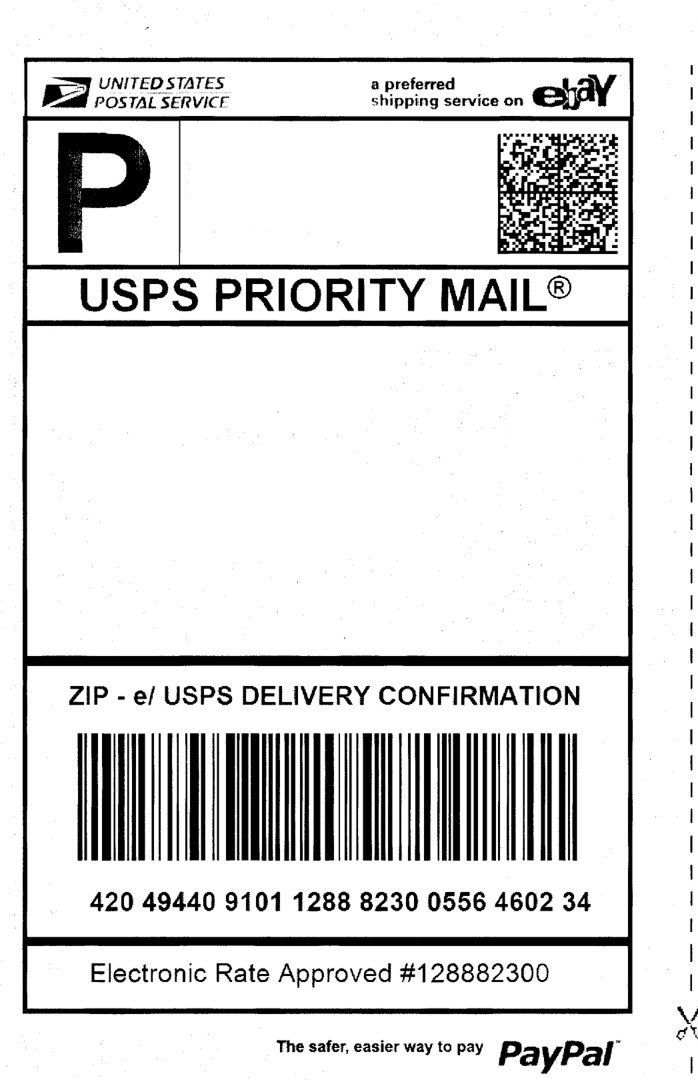 UNITED STATES
POSTAL SERVICE
a preferred
shipping service on ebaY
P
USPS PRIORITY MAIL®
ZIP - e/ USPS DELIVERY CONFIRMATION
420 49440 9101 1288 8230 0556 4602 34
Electronic Rate Approved #128882300
The safer, easier way to pay PayPal